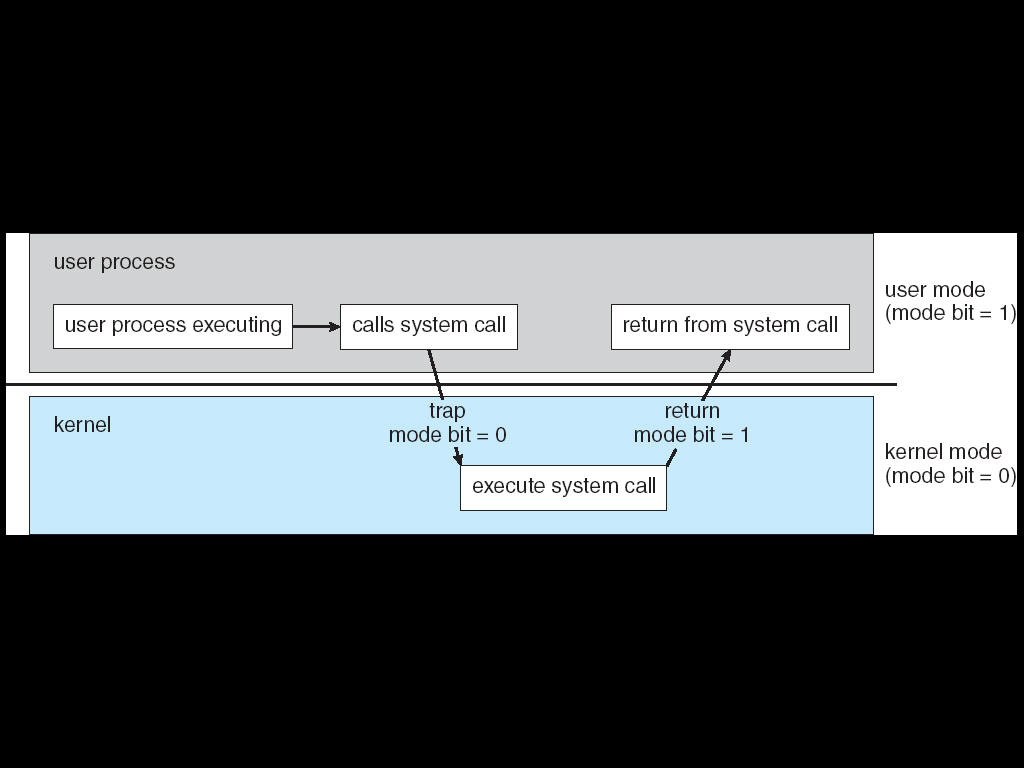 user process
user process executing
calls system call
return from system call
user mode
(mode bit = 1)
kernel
trap
mode bit = 0
return
mode bit = 1
execute system call
kernel mode
(mode bit = 0)